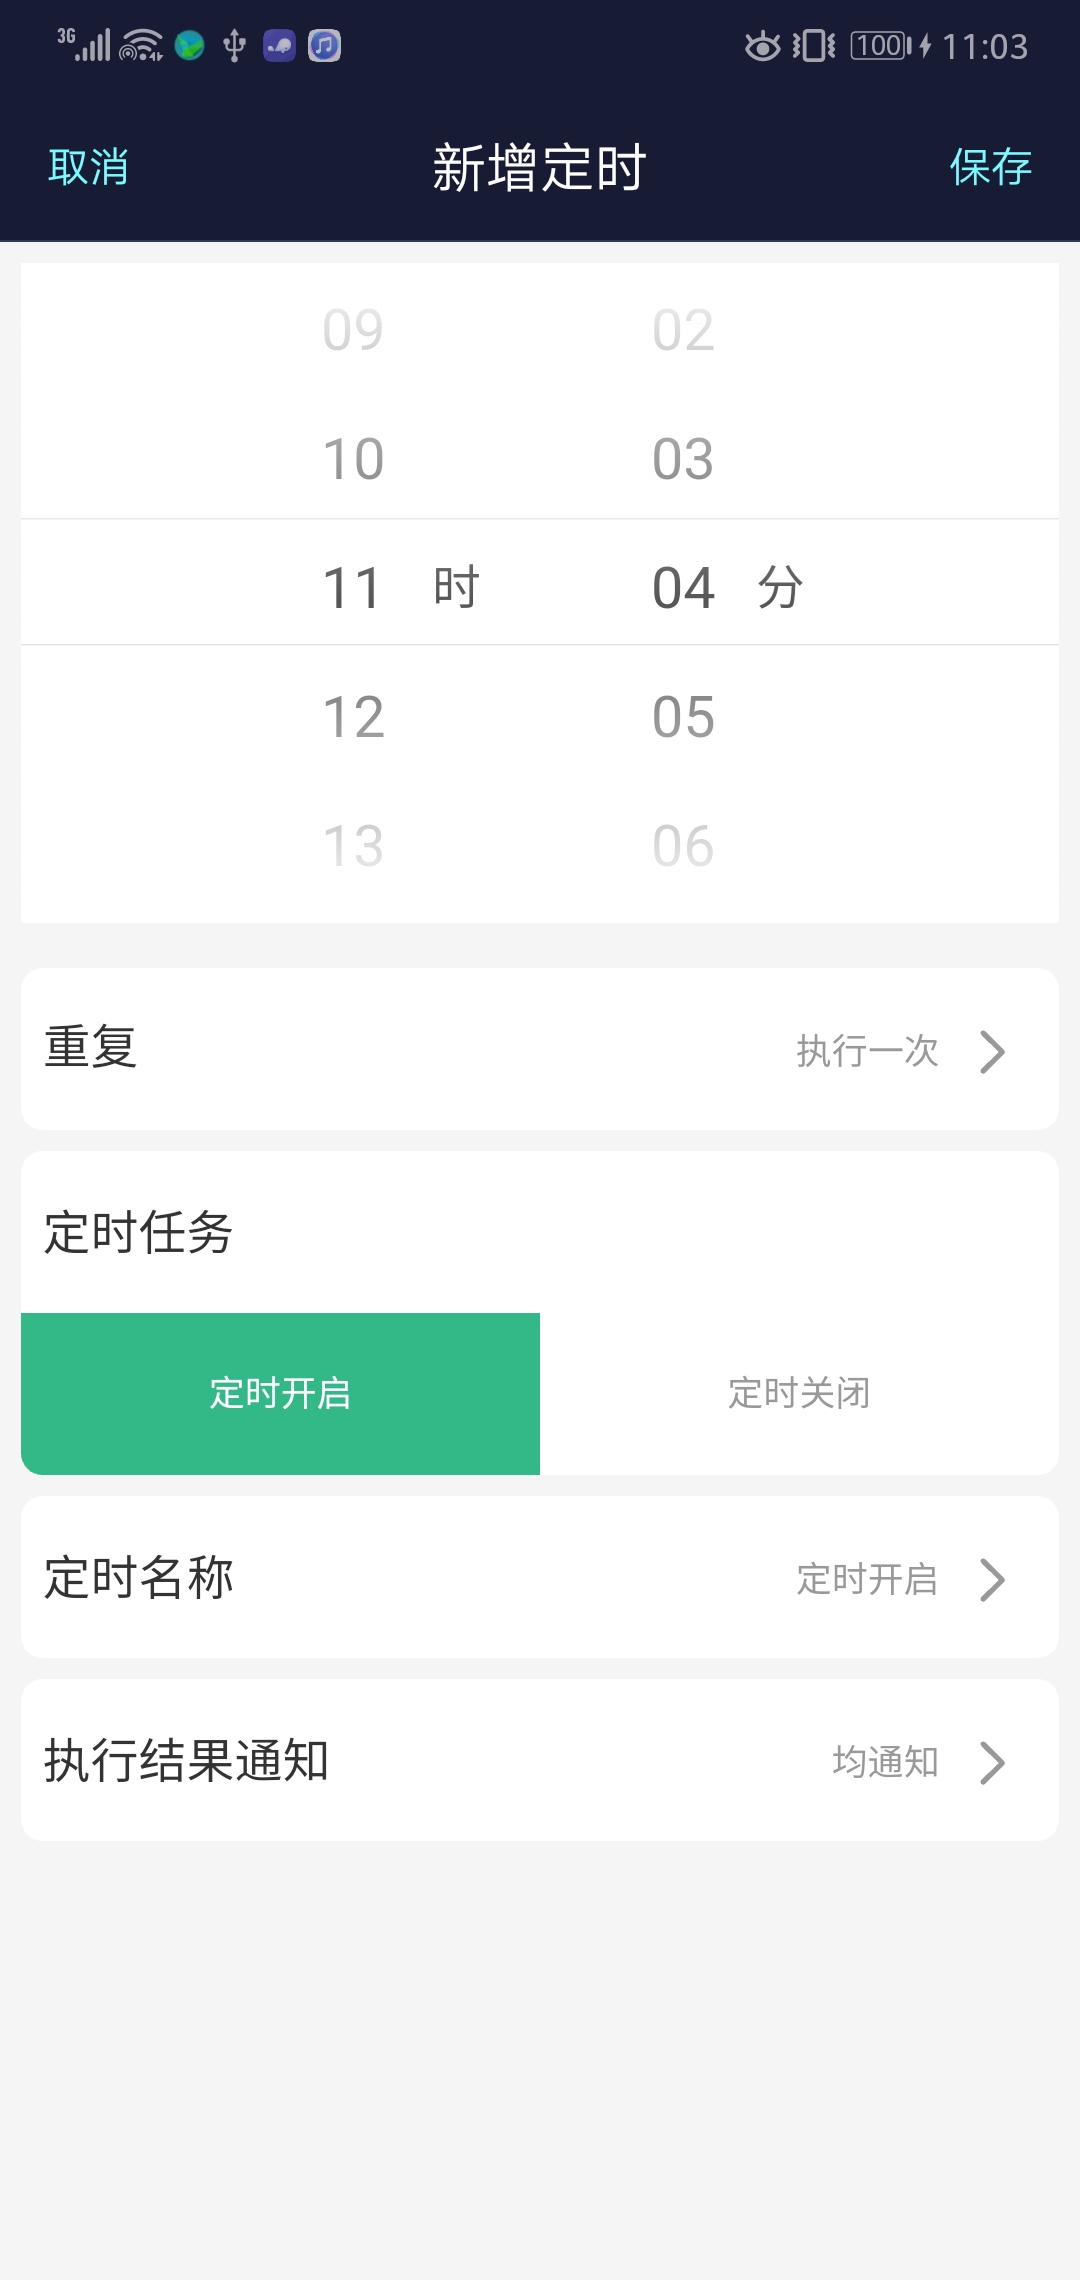 3G 100 11:03
取消 新增定时 保存
09 02
10 03
11 时 04 分
12 05
13 06
重复 执行一次
定时任务
定时开启 定时关闭
定时名称 定时开启
执行结果通知 均通知